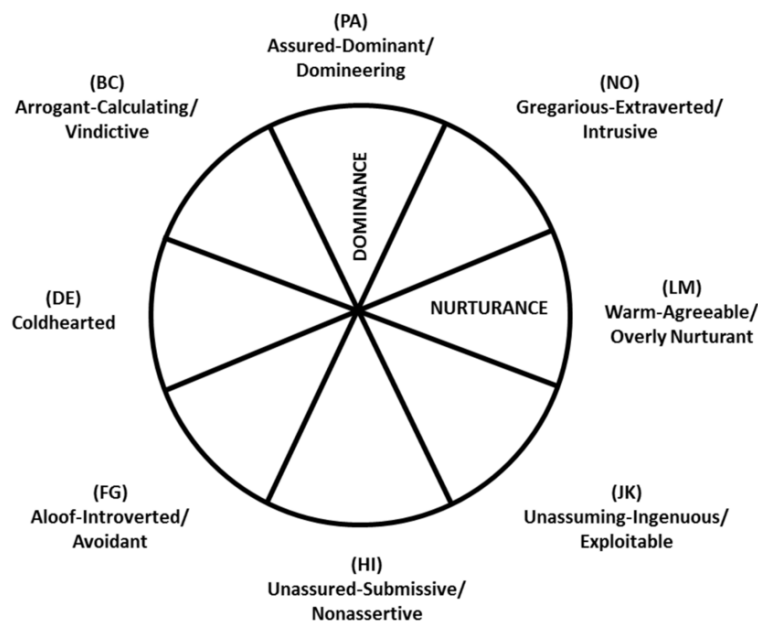 (PA)
Assured-Dominant/
Domineering
(BC)
Arrogant-Calculating/
Vindictive
(NO)
Gregarious-Extraverted/
Intrusive
DOMINANCE
(DE)
Coldhearted
NURTURANCE
(LM)
Warm-Agreeable/
Overly Nurturant
(FG)
Aloof-Introverted/
Avoidant
(JK)
Unassuming-Ingenuous/
Exploitable
(HI)
Unassured-Submissive/
Nonassertive